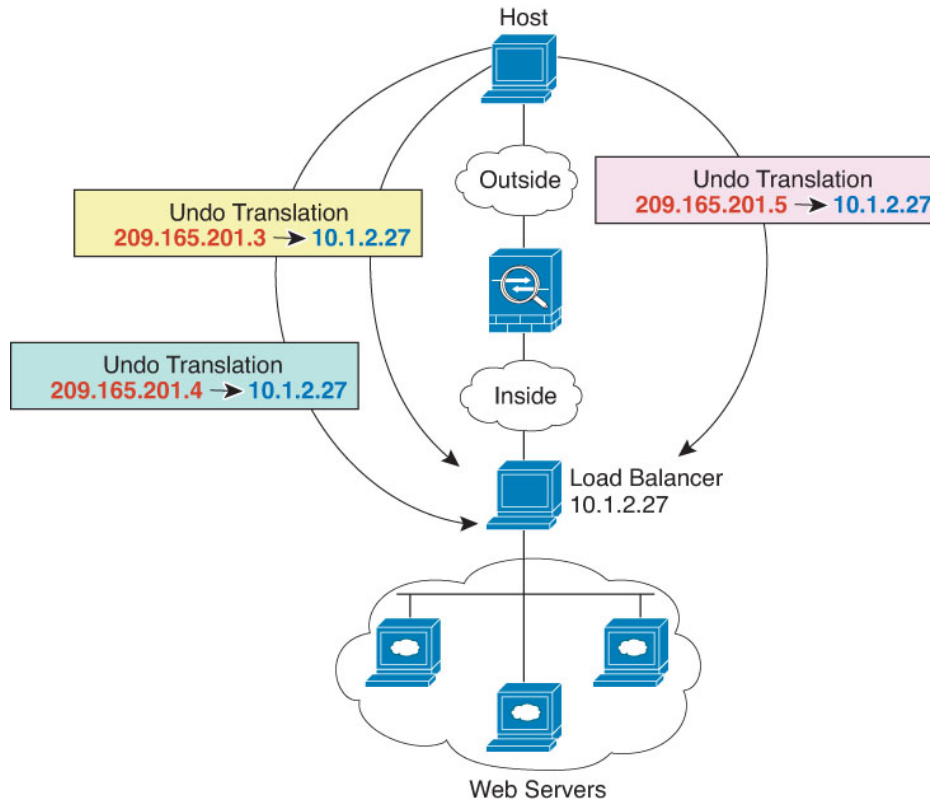 Host
Outside
Undo Translation
209.165.201.3 → 10.1.2.27
Undo Translation
209.165.201.5 → 10.1.2.27
Undo Translation
209.165.201.4 → 10.1.2.27
Inside
Load Balancer
10.1.2.27
Web Servers